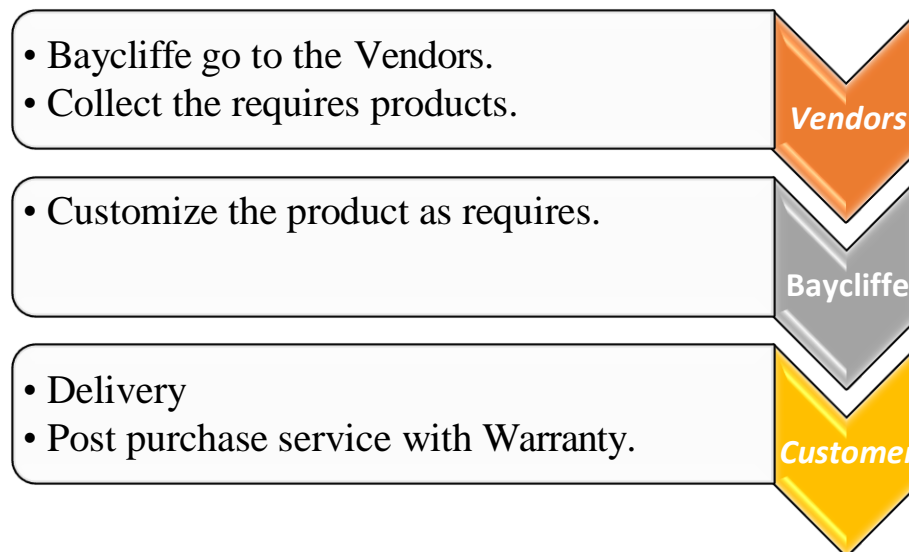 • Baycliffe go to the Vendors.
• Collect the requires products.
Vendors
• Customize the product as requires.
Baycliffe
• Delivery
• Post purchase service with Warranty.
Customer